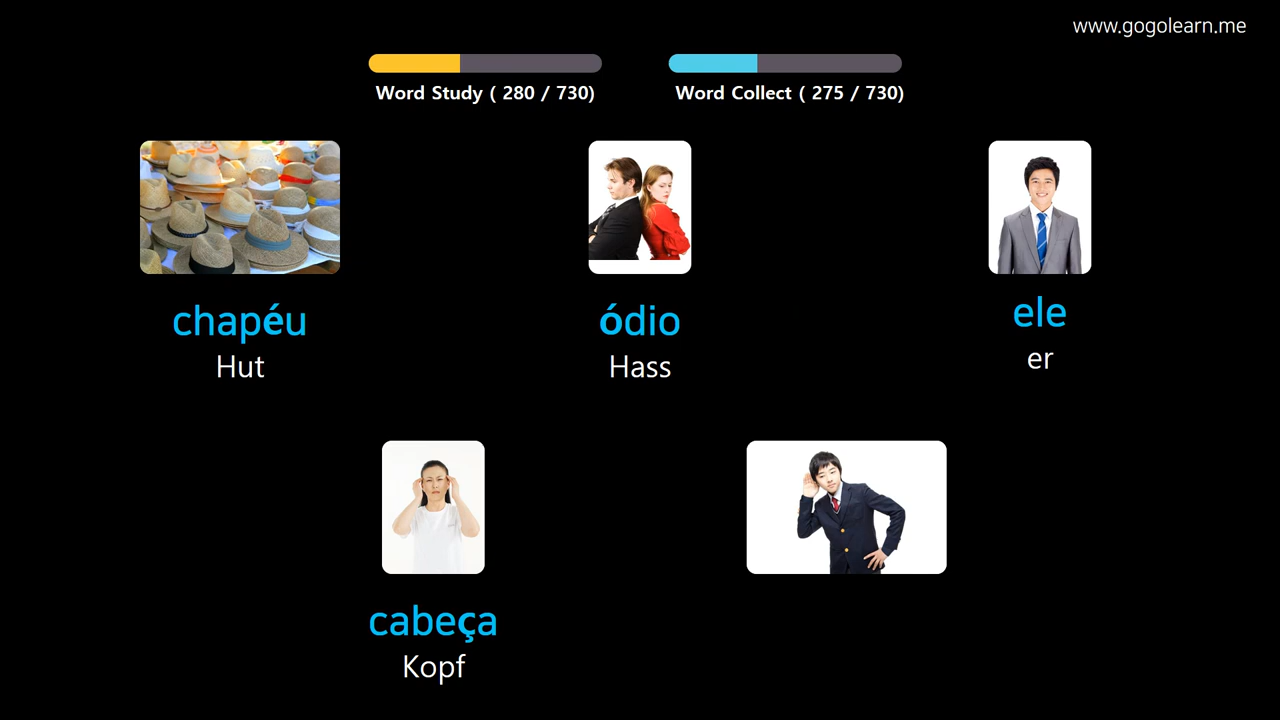 www.gogolearn.me
Word Study ( 280 / 730)
Word Collect ( 275 / 730)
chapéu
Hut
ódio
Hass
ele
er
cabeça
Kopf